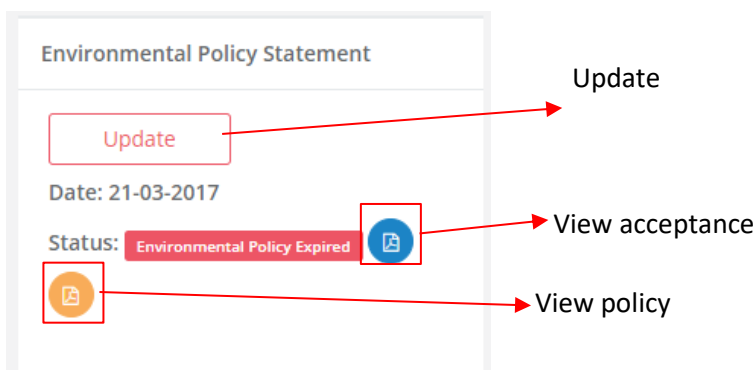 Environmental Policy Statement
Update
Update
Date: 21-03-2017
Status: Environmental Policy Expired
View acceptance
View policy